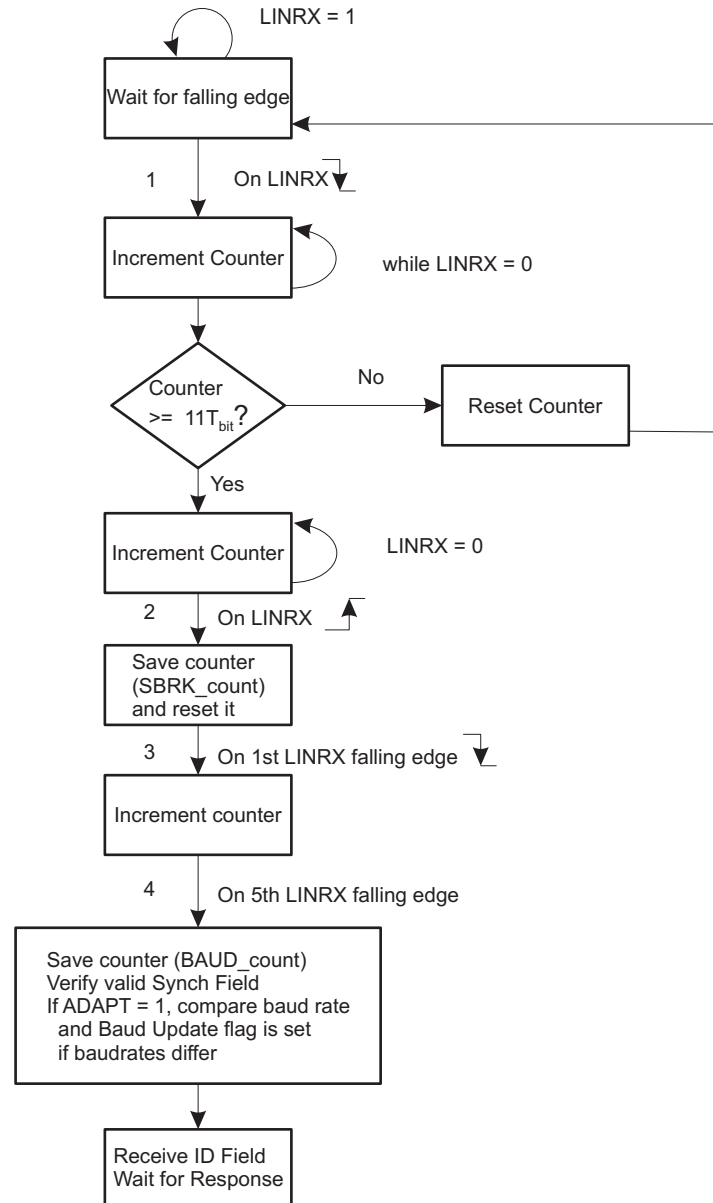 LINRX = 1
Wait for falling edge
1
On LINRX
Increment Counter
while LINRX = 0
Counter
>= 11Tbit?
No
Reset Counter
Yes
Increment Counter
LINRX = 0
2
On LINRX
Save counter
(SBRK_count)
and reset it
3
On 1st LINRX falling edge
Increment counter
4
On 5th LINRX falling edge
Save counter (BAUD_count)
Verify valid Synch Field
If ADAPT = 1, compare baud rate
and Baud Update flag is set
if baudrates differ
Receive ID Field
Wait for Response